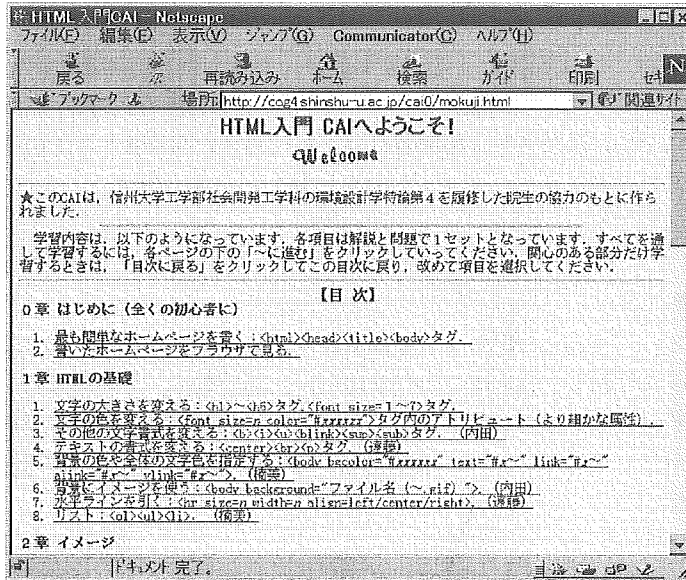 HTML 入門CAI - Netscape
ファイル(F) 編集(E) 表示(V) ジャンプ(G) Communicator(C) ヘルプ(H)
戻る 次 再読み込み ホーム 検索 ガイド 印刷 セキ
ブックマーク 場所: http://cog4.shinshu-u.ac.jp/cai0/mokuji.html 関連サイト
HTML入門 CAIへようこそ!
Welcome
★このCAIは，信州大学工学部社会開発工学科の環境設計学特論第４を履修した院生の協力のもとに作ら
れました．
学習内容は，以下のようになっています．各項目は解説と問題で１セットとなっています．すべてを通
して学習するには，各ページの下の「〜に進む」をクリックしていってください．関心のある部分だけ学
習するときは，「目次に戻る」をクリックしてこの目次に戻り，改めて項目を選択してください．
【目 次】
0章 はじめに（全くの初心者に）
1. 最も簡単なホームページを書く：<html><head><title><body>タグ．
2. 書いたホームページをブラウザで見る．
1章 HTMLの基礎
1. 文字の大きさを変える：<h1>〜<h6>タグ,<font size=１〜7>タグ．
2. 文字の色を変える：<font size=n color="#xxxxxx">タグ内のアトリビュート（より細かな属性）．
3. その他の文字書式を変える：<b><i><u><blink><sup><sub>タグ．（内田）
4. テキストの書式を変える：<center><br><p>タグ．（遠藤）
5. 背景の色や全体の文字色を指定する：<body bgcolor="#xxxxxx" text="#x〜" link="#x〜"
alink="#x〜" vlink="#x〜">．（楠美）
6. 背景にイメージを使う：<body background="ファイル名（〜.gif）">．（内田）
7. 水平ラインを引く：<hr size=n width=n align=left/center/right>．（遠藤）
8. リスト：<ol><ul><li>．（楠美）
2章 イメージ
ドキュメント完了。